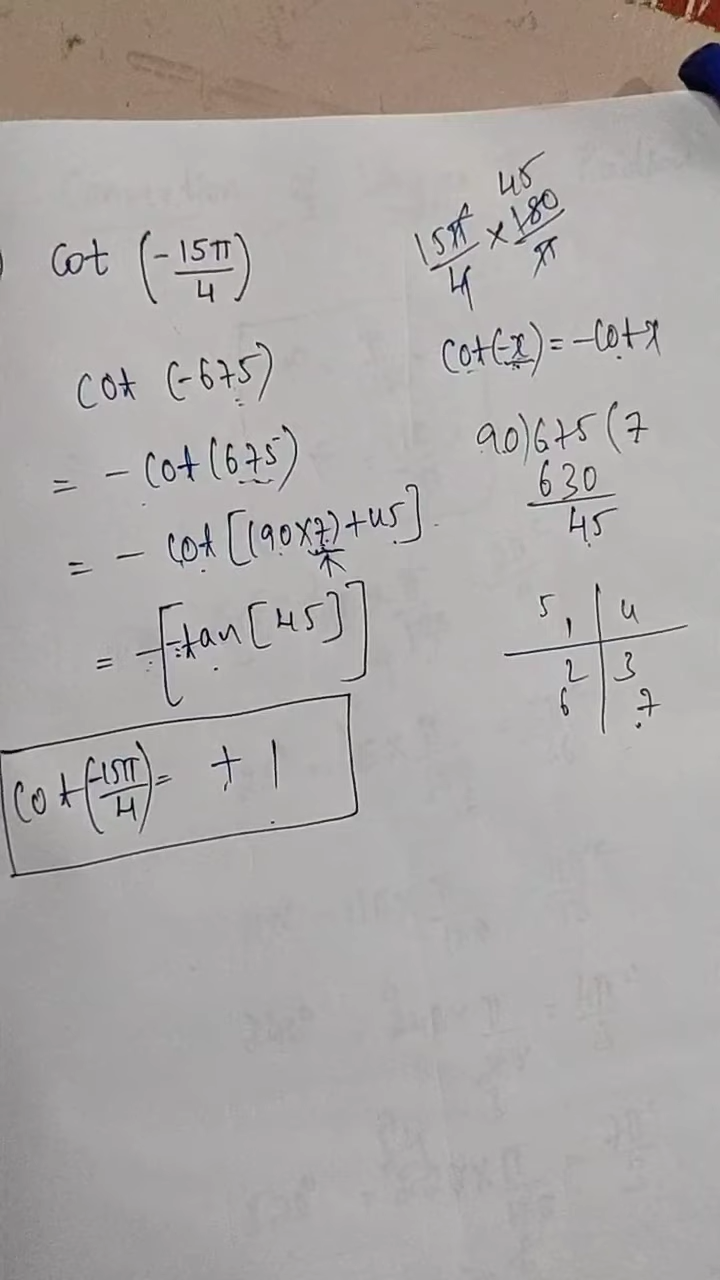 cot (-15π/4)
cot (-675)
= - cot (675)
= - cot [(90×7)+45]
= -[-tan [45]]
cot(-15π/4) = + 1
45
15π/4 × 180/π
cot(-x) = -cot x
90)675(7
630
45
5 1 | 4
2 | 3
6 | 7